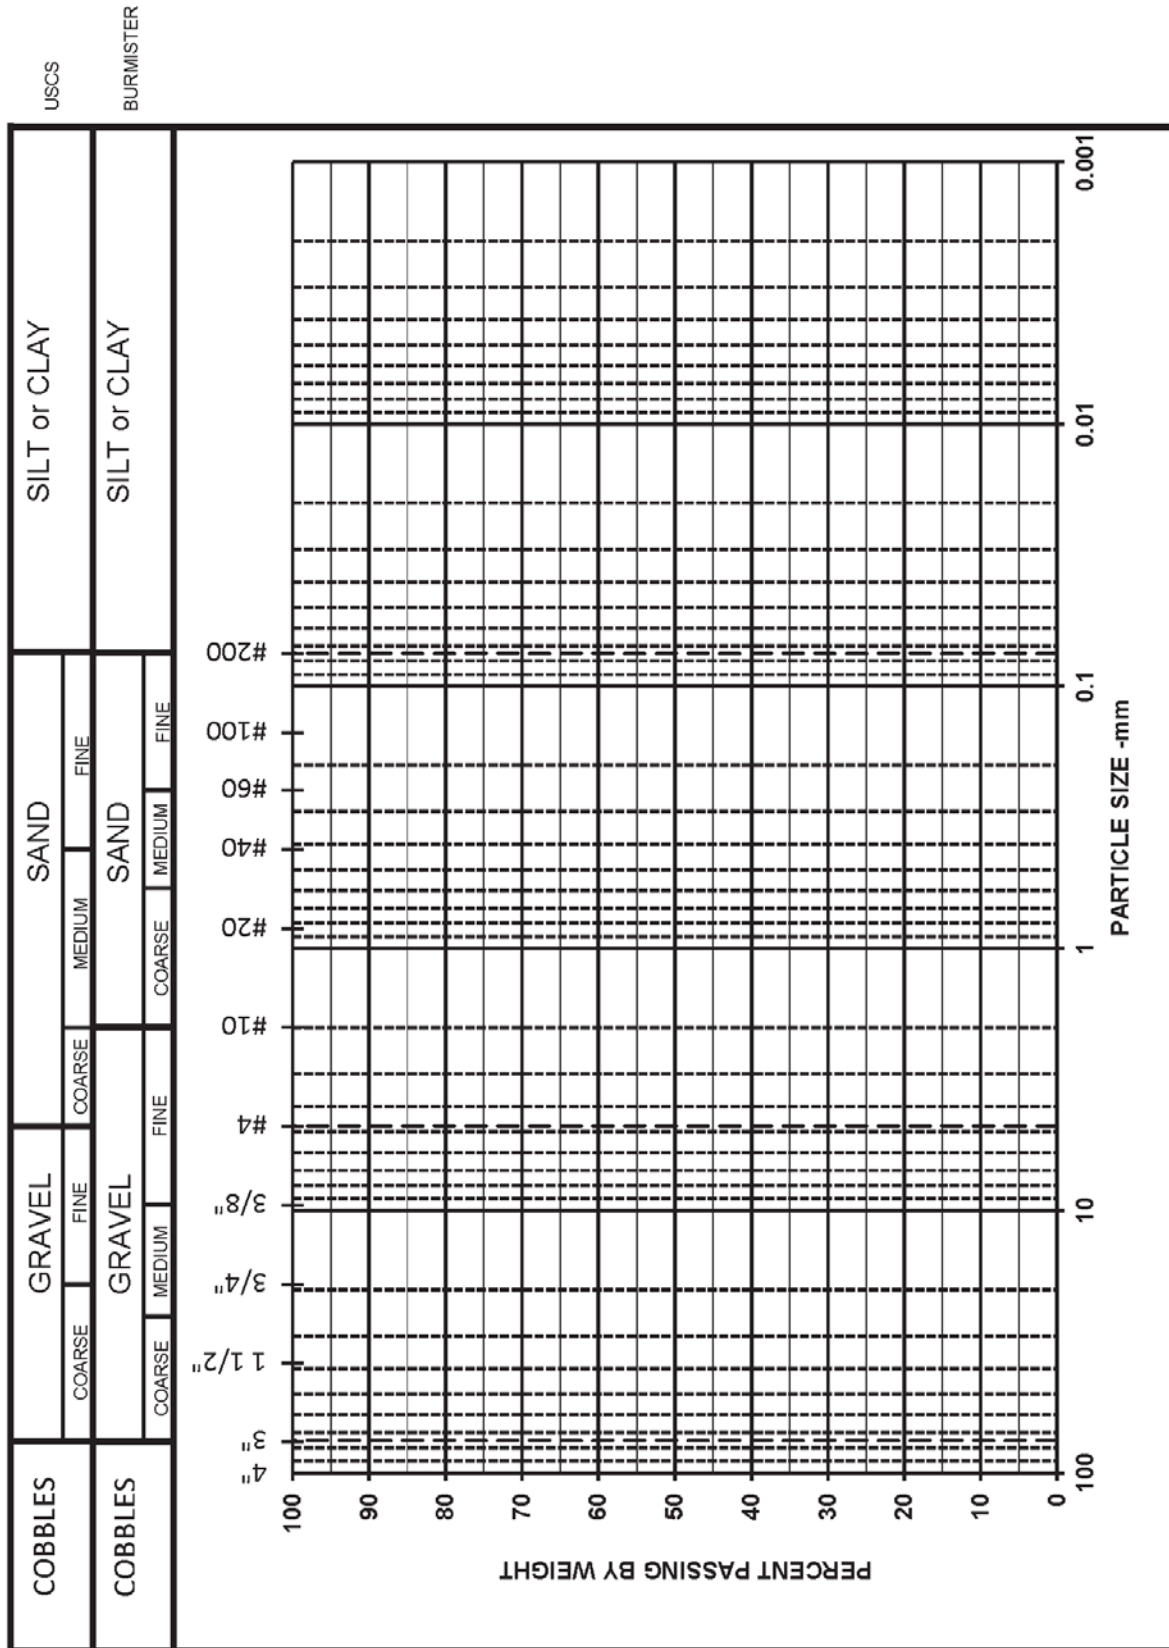 COBBLES GRAVEL SAND SILT or CLAY USCS
COARSE FINE COARSE MEDIUM FINE
COBBLES GRAVEL SAND SILT or CLAY BURMISTER
COARSE MEDIUM FINE COARSE MEDIUM FINE
4" 3" 1 1/2" 3/4" 3/8" #4 #10 #20 #40 #60 #100 #200
PERCENT PASSING BY WEIGHT
100
90
80
70
60
50
40
30
20
10
0
100 10 1 0.1 0.01 0.001
PARTICLE SIZE -mm